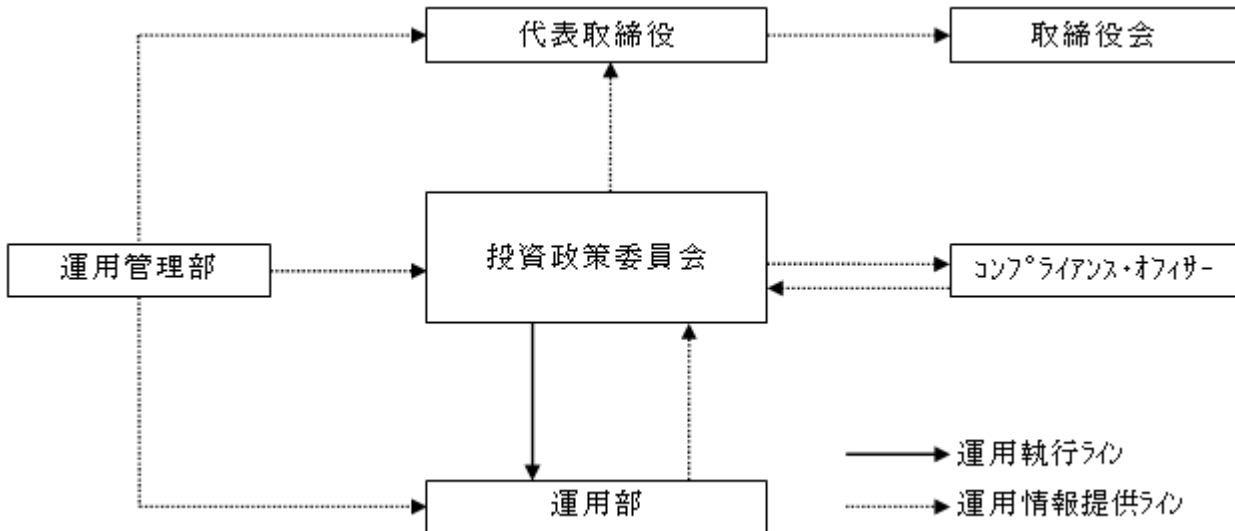 代表取締役
取締役会
運用管理部
投資政策委員会
ｺﾝﾌﾟﾗｲｱﾝｽ・ｵﾌｨｻｰ
運用執行ﾗｲﾝ
運用部
運用情報提供ﾗｲﾝ